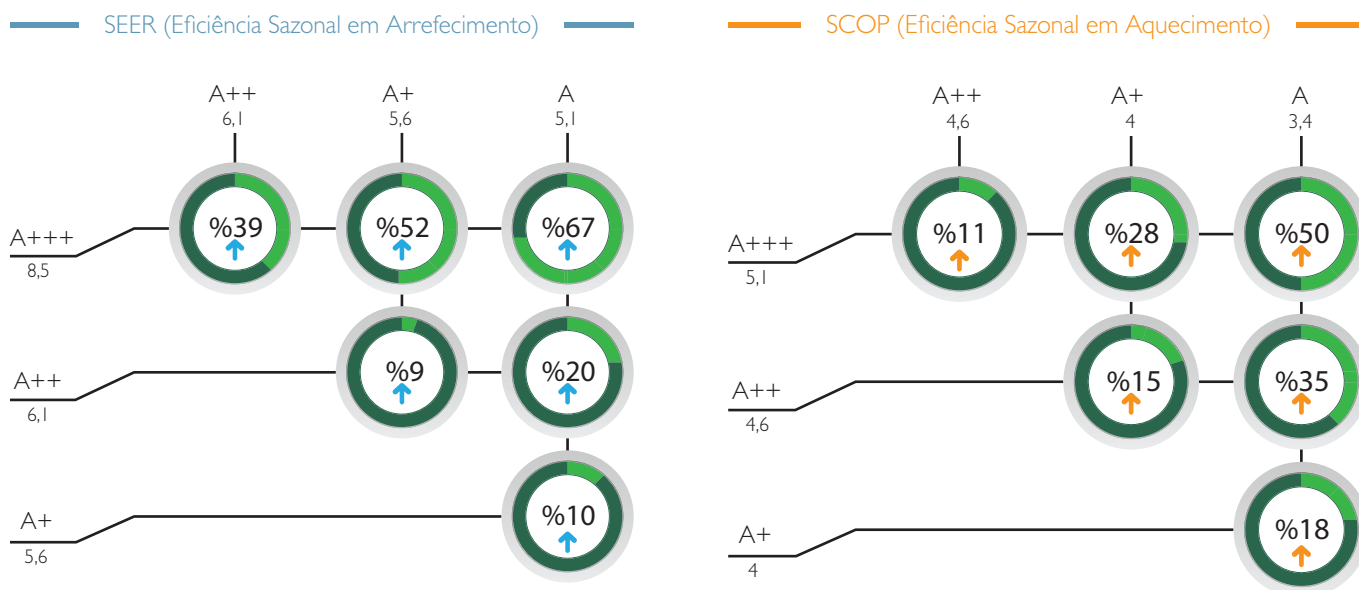 SEER (Eficiência Sazonal em Arrefecimento)
A++
6,1
A+
5,6
A
5,1
A+++
8,5
%39
%52
%67
A++
6,1
%9
%20
A+
5,6
%10
SCOP (Eficiência Sazonal em Aquecimento)
A++
4,6
A+
4
A
3,4
A+++
5,1
%11
%28
%50
A++
4,6
%15
%35
A+
4
%18